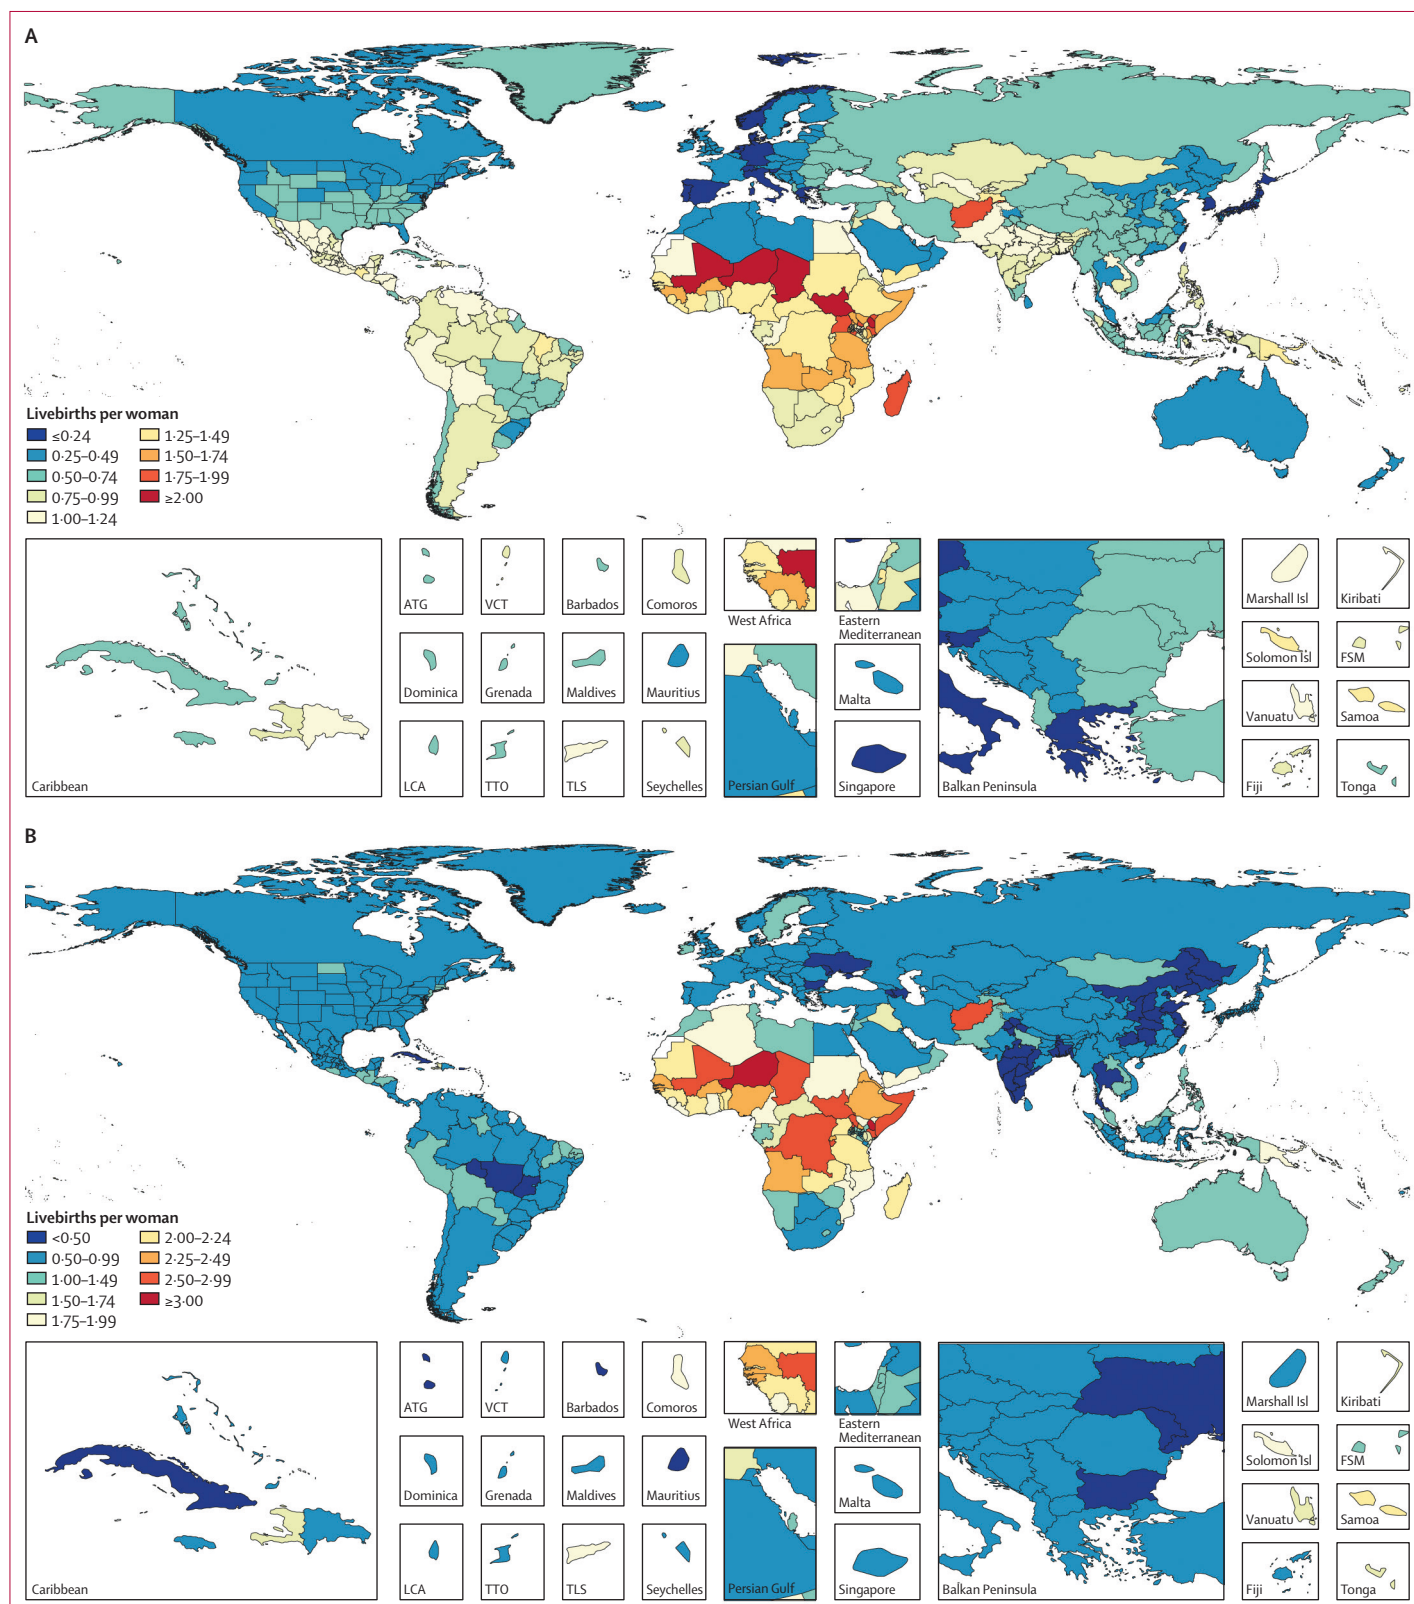 A
Livebirths per woman
≤0·24
0·25–0·49
0·50–0·74
0·75–0·99
1·00–1·24
1·25–1·49
1·50–1·74
1·75–1·99
≥2·00
Caribbean
ATG
VCT
Barbados
Comoros
Dominica
Grenada
Maldives
Mauritius
LCA
TTO
TLS
Seychelles
West Africa
Eastern
Mediterranean
Persian Gulf
Malta
Singapore
Balkan Peninsula
Marshall Isl
Kiribati
Solomon Isl
FSM
Vanuatu
Samoa
Fiji
Tonga
B
Livebirths per woman
<0·50
0·50–0·99
1·00–1·49
1·50–1·74
1·75–1·99
2·00–2·24
2·25–2·49
2·50–2·99
≥3·00
Caribbean
ATG
VCT
Barbados
Comoros
Dominica
Grenada
Maldives
Mauritius
LCA
TTO
TLS
Seychelles
West Africa
Eastern
Mediterranean
Persian Gulf
Malta
Singapore
Balkan Peninsula
Marshall Isl
Kiribati
Solomon Isl
FSM
Vanuatu
Samoa
Fiji
Tonga